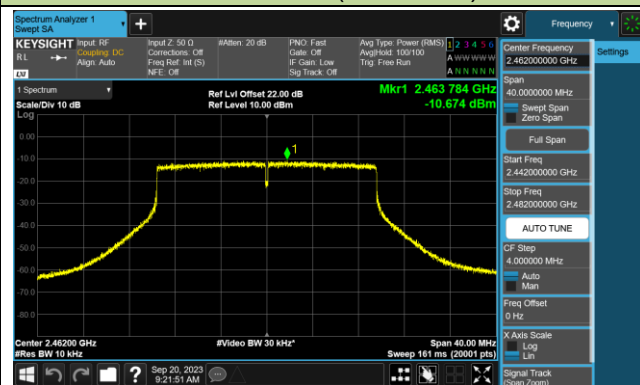 Spectrum Analyzer 1
Swept SA
Frequency
KEYSIGHT
RL
Input: RF
Coupling: DC
Align: Auto
Input Z: 50 Ω
Corrections: Off
Freq Ref: Int (S)
NFE: Off
#Atten: 20 dB
PNO: Fast
Gate: Off
IF Gain: Low
Sig Track: Off
Avg Type: Power (RMS)
Avg|Hold: 100/100
Trig: Free Run
1 2 3 4 5 6
A W W W W W
A N N N N N
LXI
Center Frequency
2.462000000 GHz
Settings
Span
40.0000000 MHz
Swept Span
Zero Span
Full Span
Start Freq
2.442000000 GHz
Stop Freq
2.482000000 GHz
AUTO TUNE
CF Step
4.000000 MHz
Auto
Man
Freq Offset
0 Hz
X Axis Scale
Log
Lin
Signal Track
(Span Zoom)
1 Spectrum
Scale/Div 10 dB
Log
Ref Lvl Offset 22.00 dB
Ref Level 10.00 dBm
Mkr1 2.463 784 GHz
-10.674 dBm
1
0.00
-10.0
-20.0
-30.0
-40.0
-50.0
-60.0
-70.0
-80.0
Center 2.46200 GHz
#Res BW 10 kHz
#Video BW 30 kHz*
Span 40.00 MHz
Sweep 161 ms (20001 pts)
Sep 20, 2023
9:21:51 AM